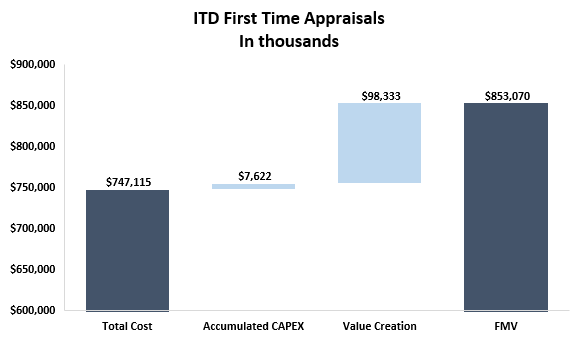 ITD First Time Appraisals
In thousands
$900,000
$850,000
$800,000
$750,000
$700,000
$650,000
$600,000
$747,115
$7,622
$98,333
$853,070
Total Cost
Accumulated CAPEX
Value Creation
FMV